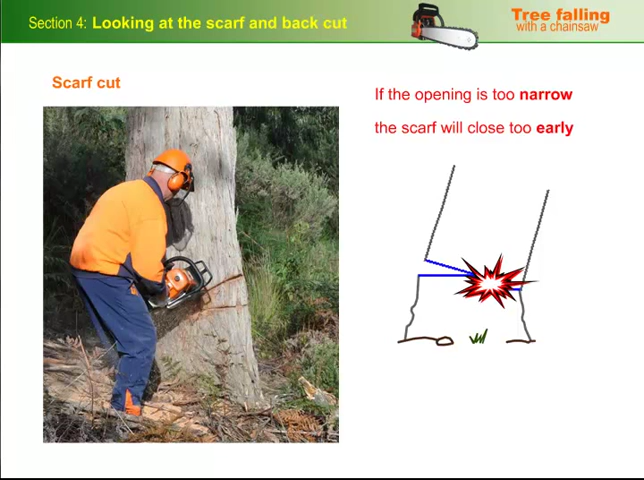 Section 4: Looking at the scarf and back cut
Tree falling
with a chainsaw
Scarf cut
If the opening is too narrow
the scarf will close too early